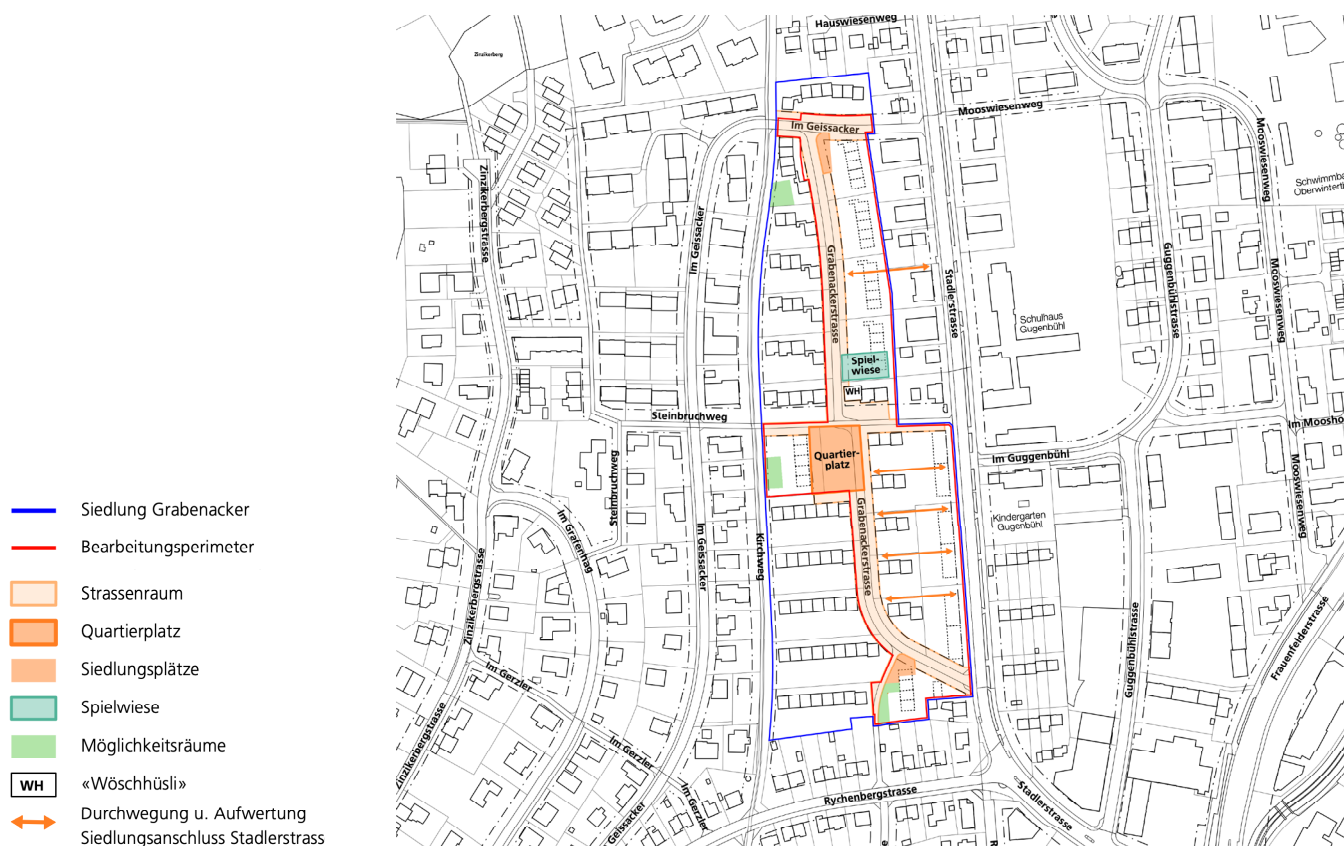 Hauswiesenweg
Zinzikerberg
Mooswiesenweg
Im Geissacker
Mooswiesenweg
Zinzikerbergstrasse
Im Geissacker
Grabenackerstrasse
Stadlerstrasse
Guggenbühlstrasse
Mooswiesenweg
Schulhaus
Gugenbühl
Spiel-
wiese
WH
Steinbruchweg
Im Guggenbühl
Quartier-
platz
Steinbruchweg
Im Grafenhag
Im Geissacker
Kirchweg
Grabenackerstrasse
Kindergarten
Gugenbühl
Mooswiesenweg
Zinzikerbergstrasse
Im Gerzler
Guggenbühlstrasse
Frauenfelderstrasse
Zinzikerbergstrasse
Im Gerzler
Im Gerzler
Geissacker
Rychenbergstrasse
Stadlerstrasse
Siedlung Grabenacker
Bearbeitungsperimeter
Strassenraum
Quartierplatz
Siedlungsplätze
Spielwiese
Möglichkeitsräume
WH «Wöschhüsli»
Durchwegung u. Aufwertung
Siedlungsanschluss Stadlerstrass